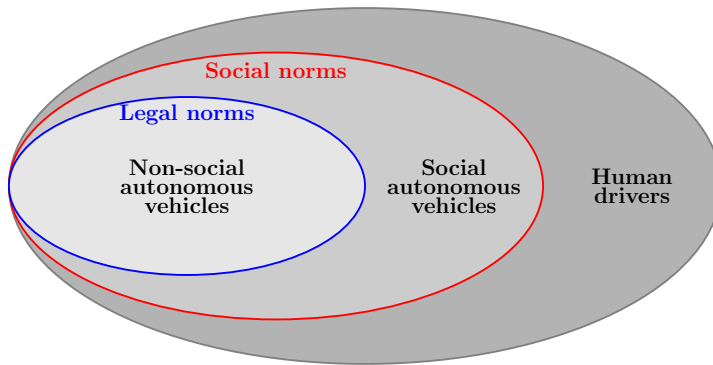 Social norms
Legal norms
Non-social
autonomous
vehicles
Social
autonomous
vehicles
Human
drivers